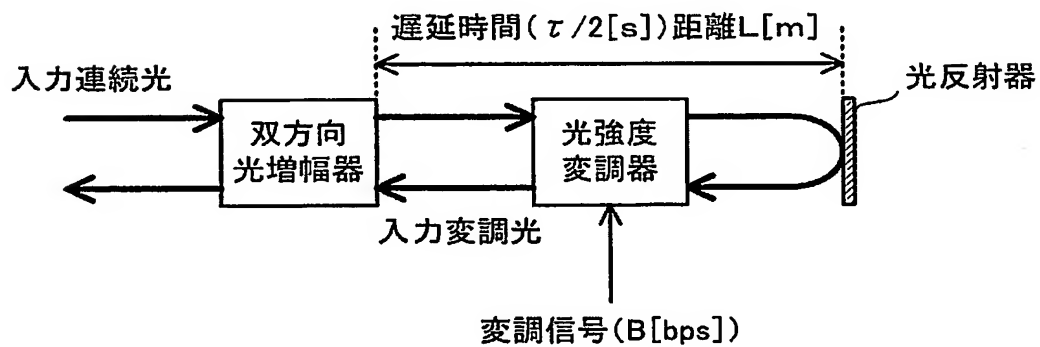 遅延時間(τ/2[s])距離L[m]
入力連続光
光反射器
双方向
光増幅器
光強度
変調器
入力変調光
変調信号(B[bps])